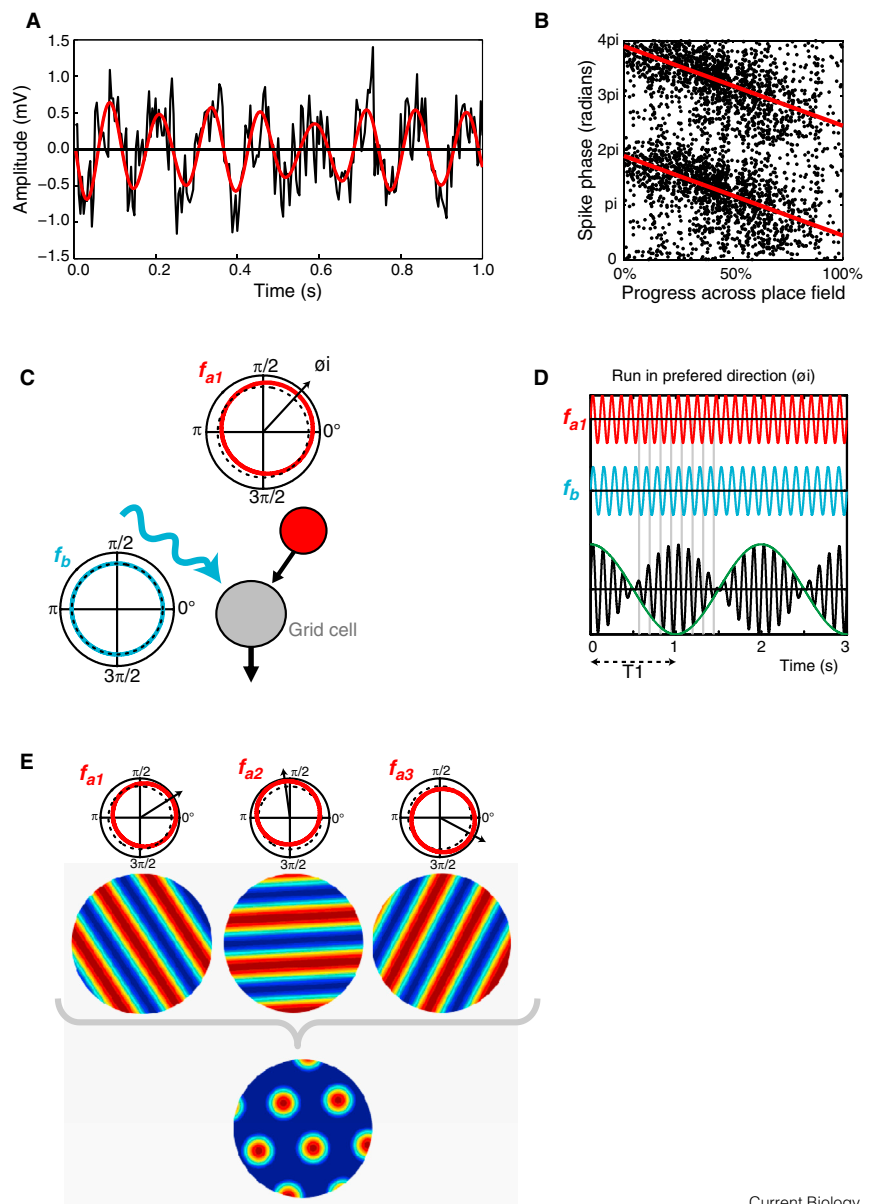 A
1.5
1.0
0.5
0.0
−0.5
−1.0
−1.5
Amplitude (mV)
0.0 0.2 0.4 0.6 0.8 1.0
Time (s)
B
4pi
3pi
2pi
pi
0
Spike phase (radians)
0% 50% 100%
Progress across place field
C
fa1
π/2
øi
π
0°
3π/2
fb
π/2
π
0°
3π/2
Grid cell
D
Run in prefered direction (øi)
fa1
fb
0 1 2 3
T1
Time (s)
E
fa1
π/2
π
0°
3π/2
fa2
π/2
π
0°
3π/2
fa3
π/2
π
0°
3π/2